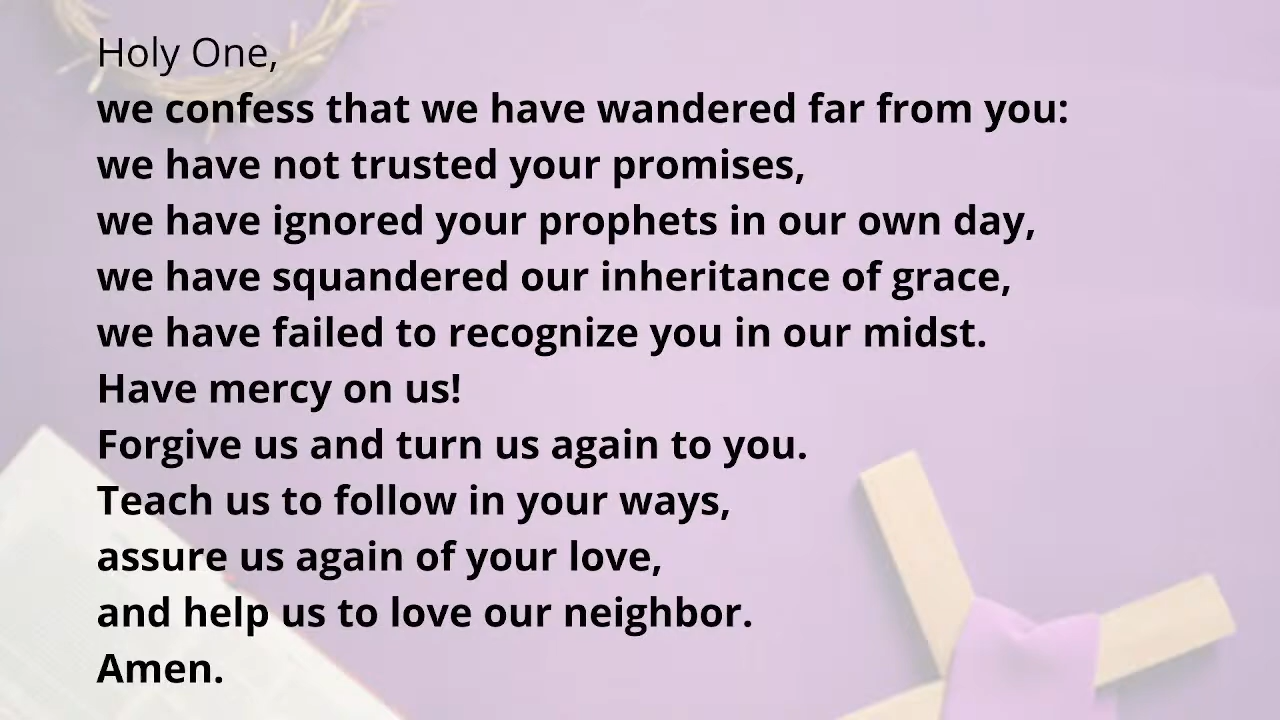 Holy One,
we confess that we have wandered far from you:
we have not trusted your promises,
we have ignored your prophets in our own day,
we have squandered our inheritance of grace,
we have failed to recognize you in our midst.
Have mercy on us!
Forgive us and turn us again to you.
Teach us to follow in your ways,
assure us again of your love,
and help us to love our neighbor.
Amen.